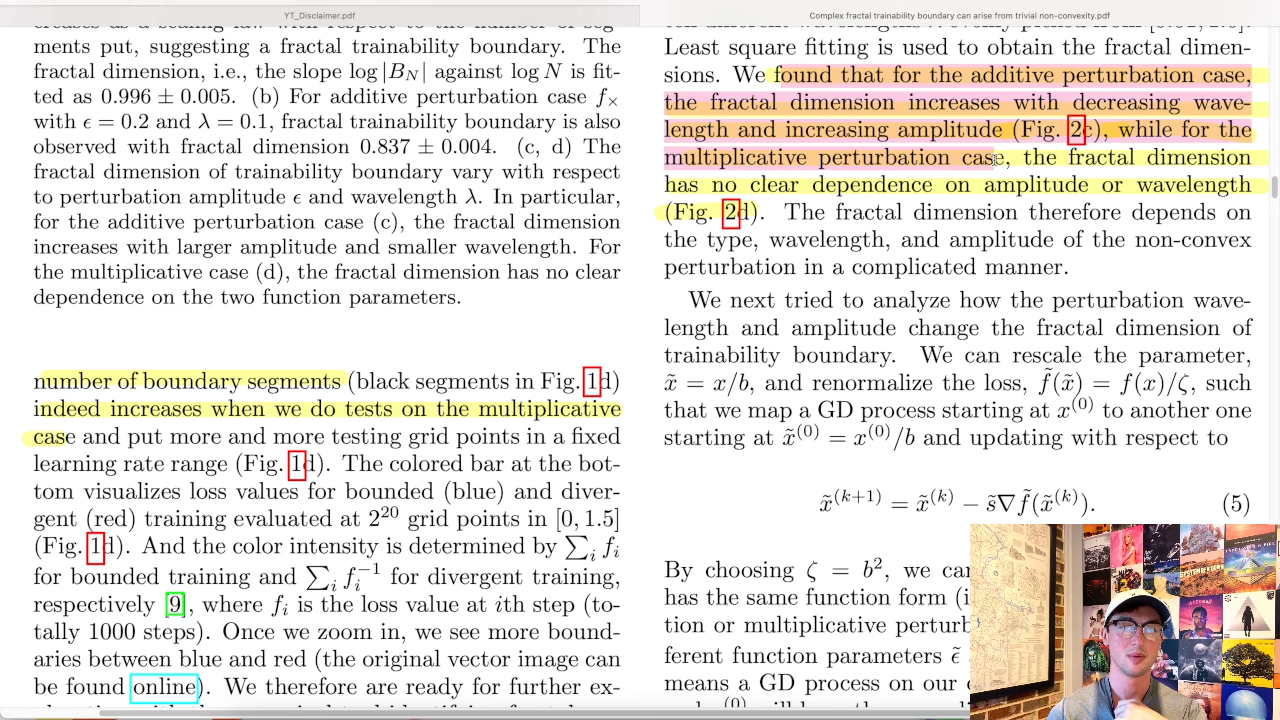 YT_Disclaimer.pdf
Complex fractal trainability boundary can arise from trivial non-convexity.pdf
ments put, suggesting a fractal trainability boundary. The
fractal dimension, i.e., the slope log |B_N| against log N is fit-
ted as 0.996 ± 0.005. (b) For additive perturbation case f×
with ϵ = 0.2 and λ = 0.1, fractal trainability boundary is also
observed with fractal dimension 0.837 ± 0.004. (c, d) The
fractal dimension of trainability boundary vary with respect
to perturbation amplitude ϵ and wavelength λ. In particular,
for the additive perturbation case (c), the fractal dimension
increases with larger amplitude and smaller wavelength. For
the multiplicative case (d), the fractal dimension has no clear
dependence on the two function parameters.
number of boundary segments (black segments in Fig. 1d)
indeed increases when we do tests on the multiplicative
case and put more and more testing grid points in a fixed
learning rate range (Fig. 1d). The colored bar at the bot-
tom visualizes loss values for bounded (blue) and diver-
gent (red) training evaluated at 2²⁰ grid points in [0, 1.5]
(Fig. 1d). And the color intensity is determined by ∑ᵢ fᵢ
for bounded training and ∑ᵢ fᵢ⁻¹ for divergent training,
respectively [9], where fᵢ is the loss value at ith step (to-
tally 1000 steps). Once we zoom in, we see more bound-
aries between blue and red (the original vector image can
be found online). We therefore are ready for further ex-
Least square fitting is used to obtain the fractal dimen-
sions. We found that for the additive perturbation case,
the fractal dimension increases with decreasing wave-
length and increasing amplitude (Fig. 2c), while for the
multiplicative perturbation case, the fractal dimension
has no clear dependence on amplitude or wavelength
(Fig. 2d). The fractal dimension therefore depends on
the type, wavelength, and amplitude of the non-convex
perturbation in a complicated manner.
We next tried to analyze how the perturbation wave-
length and amplitude change the fractal dimension of
trainability boundary. We can rescale the parameter,
x̃ = x/b, and renormalize the loss, f̃(x̃) = f(x)/ζ, such
that we map a GD process starting at x⁽⁰⁾ to another one
starting at x̃⁽⁰⁾ = x⁽⁰⁾/b and updating with respect to
x̃⁽ᵏ⁺¹⁾ = x̃⁽ᵏ⁾ − s̃∇f̃(x̃⁽ᵏ⁾). (5)
By choosing ζ = b², we can
has the same function form (i
tion or multiplicative perturb
ferent function parameters ϵ̃
means a GD process on our